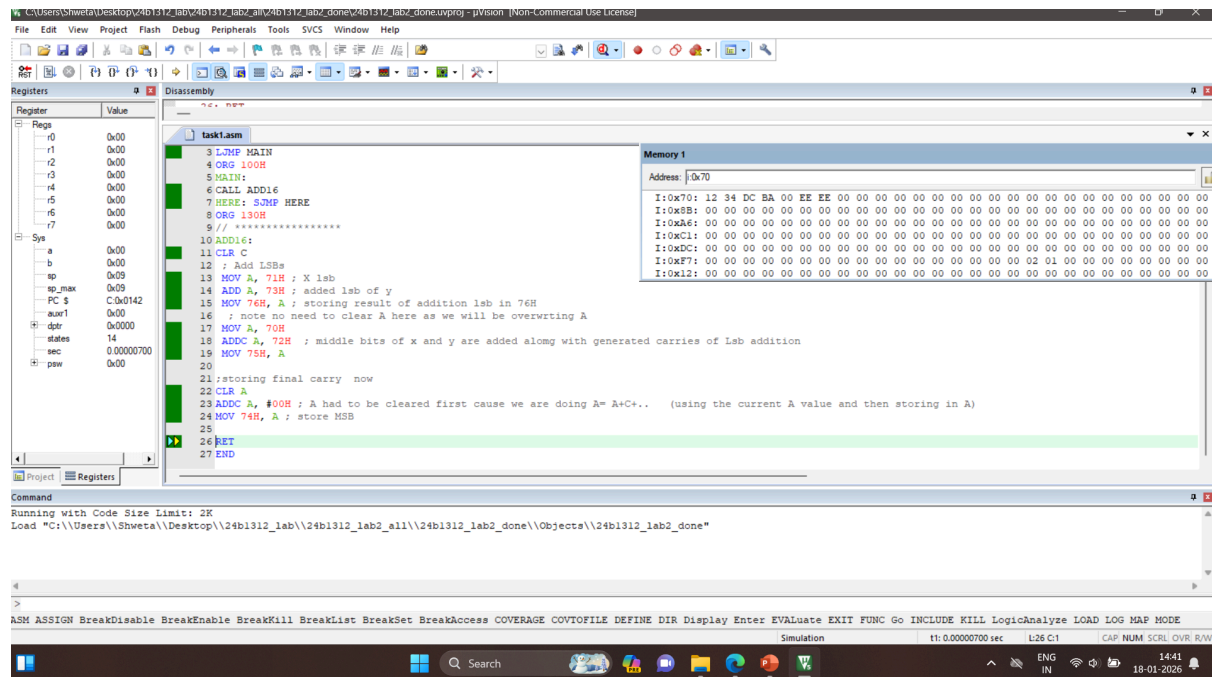 C:\Users\Shweta\Desktop\24b1312_lab\24b1312_lab2_all\24b1312_lab2_done\24b1312_lab2_done.uvproj - µVision [Non-Commercial Use License]
File Edit View Project Flash Debug Peripherals Tools SVCS Window Help
RST
Registers
Register Value
Regs
r0 0x00
r1 0x00
r2 0x00
r3 0x00
r4 0x00
r5 0x00
r6 0x00
r7 0x00
Sys
a 0x00
b 0x00
sp 0x09
sp_max 0x09
PC $ C:0x0142
auxr1 0x00
dptr 0x0000
states 14
sec 0.00000700
psw 0x00
Project Registers
Disassembly
26: RET
task1.asm
3 LJMP MAIN
4 ORG 100H
5 MAIN:
6 CALL ADD16
7 HERE: SJMP HERE
8 ORG 130H
9 // *****************
10 ADD16:
11 CLR C
12 ; Add LSBs
13 MOV A, 71H ; X lsb
14 ADD A, 73H ; added lsb of y
15 MOV 76H, A ; storing result of addition lsb in 76H
16 ; note no need to clear A here as we will be overwrting A
17 MOV A, 70H
18 ADDC A, 72H ; middle bits of x and y are added alomg with generated carries of Lsb addition
19 MOV 75H, A
20
21 ;storing final carry now
22 CLR A
23 ADDC A, #00H ; A had to be cleared first cause we are doing A= A+C+.. (using the current A value and then storing in A)
24 MOV 74H, A ; store MSB
25
26 RET
27 END
Memory 1
Address: i:0x70
I:0x70: 12 34 DC BA 00 EE EE 00 00 00 00 00 00 00 00 00 00 00 00 00 00 00 00 00 00 00 00
I:0x8B: 00 00 00 00 00 00 00 00 00 00 00 00 00 00 00 00 00 00 00 00 00 00 00 00 00 00 00
I:0xA6: 00 00 00 00 00 00 00 00 00 00 00 00 00 00 00 00 00 00 00 00 00 00 00 00 00 00 00
I:0xC1: 00 00 00 00 00 00 00 00 00 00 00 00 00 00 00 00 00 00 00 00 00 00 00 00 00 00 00
I:0xDC: 00 00 00 00 00 00 00 00 00 00 00 00 00 00 00 00 00 00 00 00 00 00 00 00 00 00 00
I:0xF7: 00 00 00 00 00 00 00 00 00 00 00 00 00 00 00 00 00 02 01 00 00 00 00 00 00 00 00
I:0x12: 00 00 00 00 00 00 00 00 00 00 00 00 00 00 00 00 00 00 00 00 00 00 00 00 00 00 00
Command
Running with Code Size Limit: 2K
Load "C:\\Users\\Shweta\\Desktop\\24b1312_lab\\24b1312_lab2_all\\24b1312_lab2_done\\Objects\\24b1312_lab2_done"
>
ASM ASSIGN BreakDisable BreakEnable BreakKill BreakList BreakSet BreakAccess COVERAGE COVTOFILE DEFINE DIR Display Enter EVALuate EXIT FUNC Go INCLUDE KILL LogicAnalyze LOAD LOG MAP MODE
Simulation t1: 0.00000700 sec L:26 C:1 CAP NUM SCRL OVR R/W
Search
ENG
IN
14:41
18-01-2026